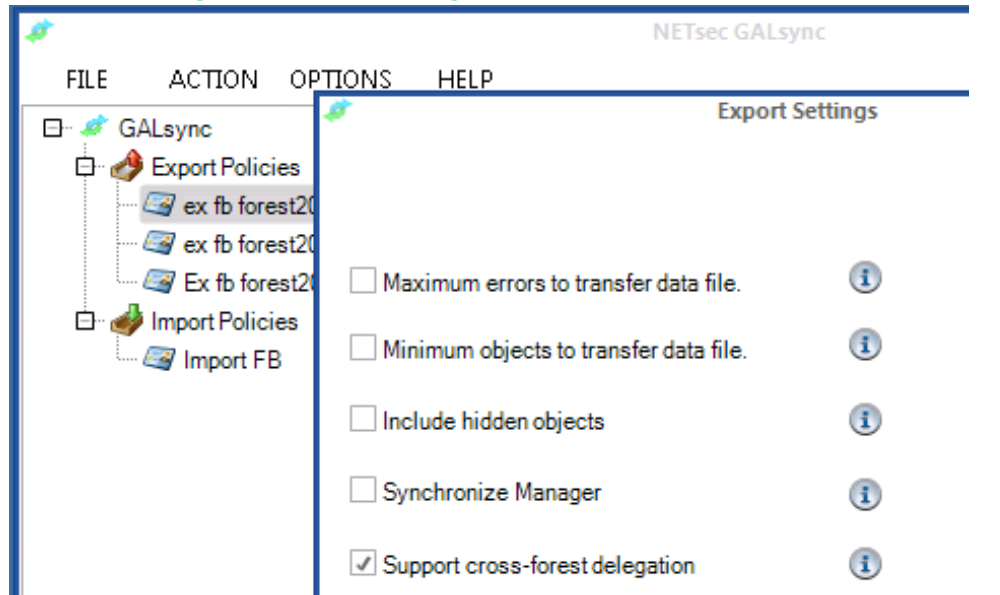 NETsec GALsync
FILE ACTION OPTIONS HELP
Export Settings
GALsync
Export Policies
ex fb forest20
ex fb forest20
Ex fb forest20
Import Policies
Import FB
Maximum errors to transfer data file.
Minimum objects to transfer data file.
Include hidden objects
Synchronize Manager
Support cross-forest delegation